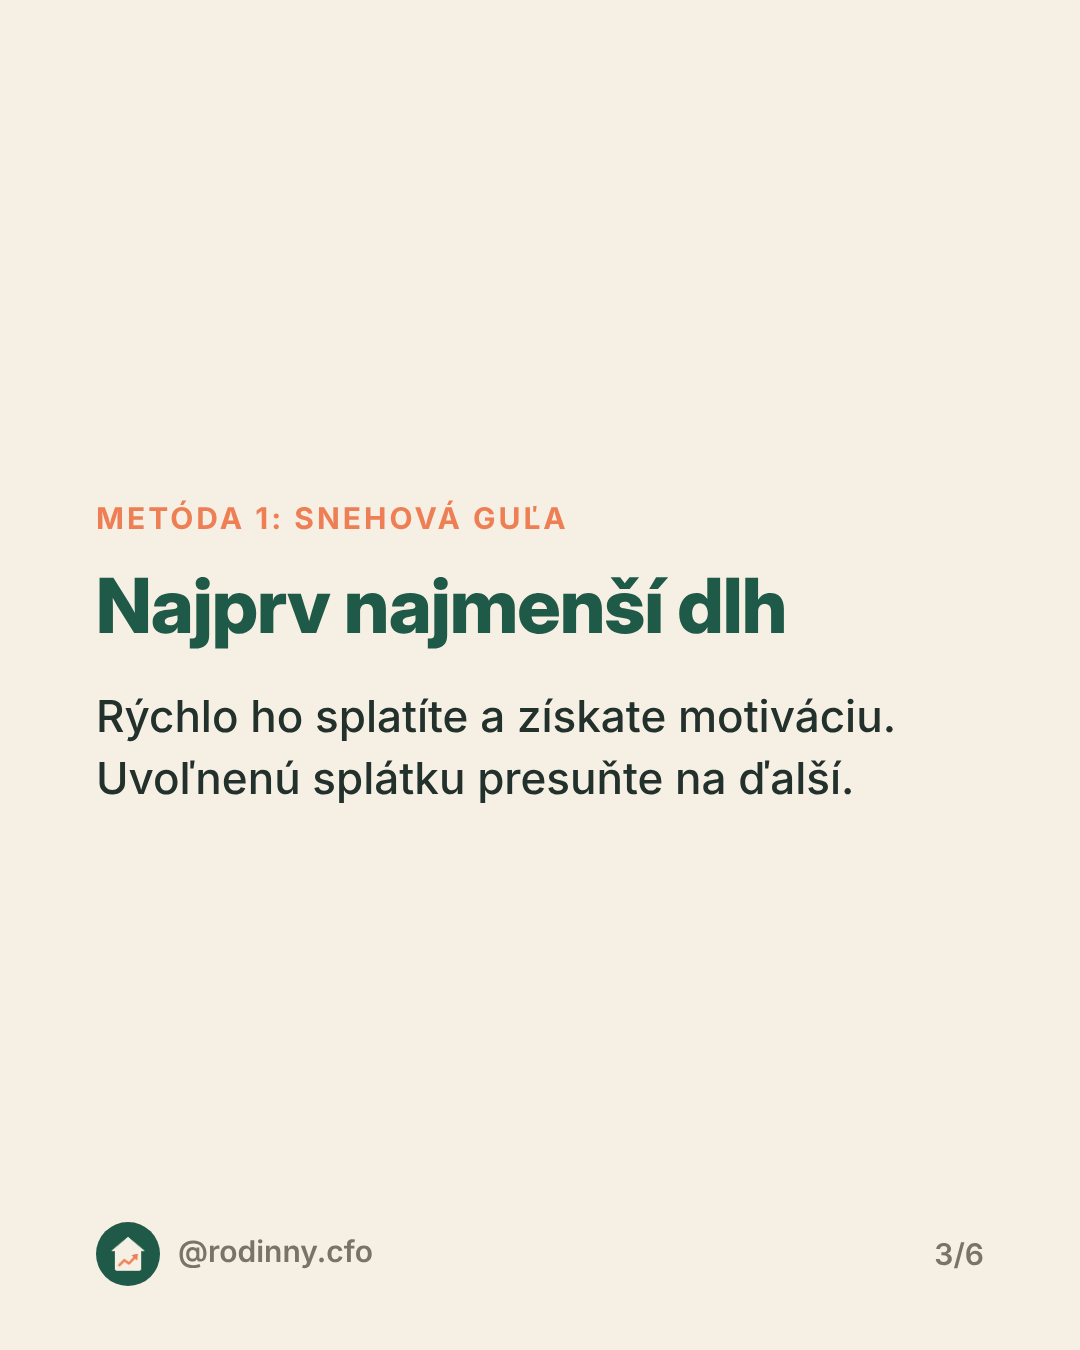 METÓDA 1: SNEHOVÁ GUĽA
Najprv najmenší dlh
Rýchlo ho splatíte a získate motiváciu.
Uvoľnenú splátku presuňte na ďalší.
@rodinny.cfo
3/6